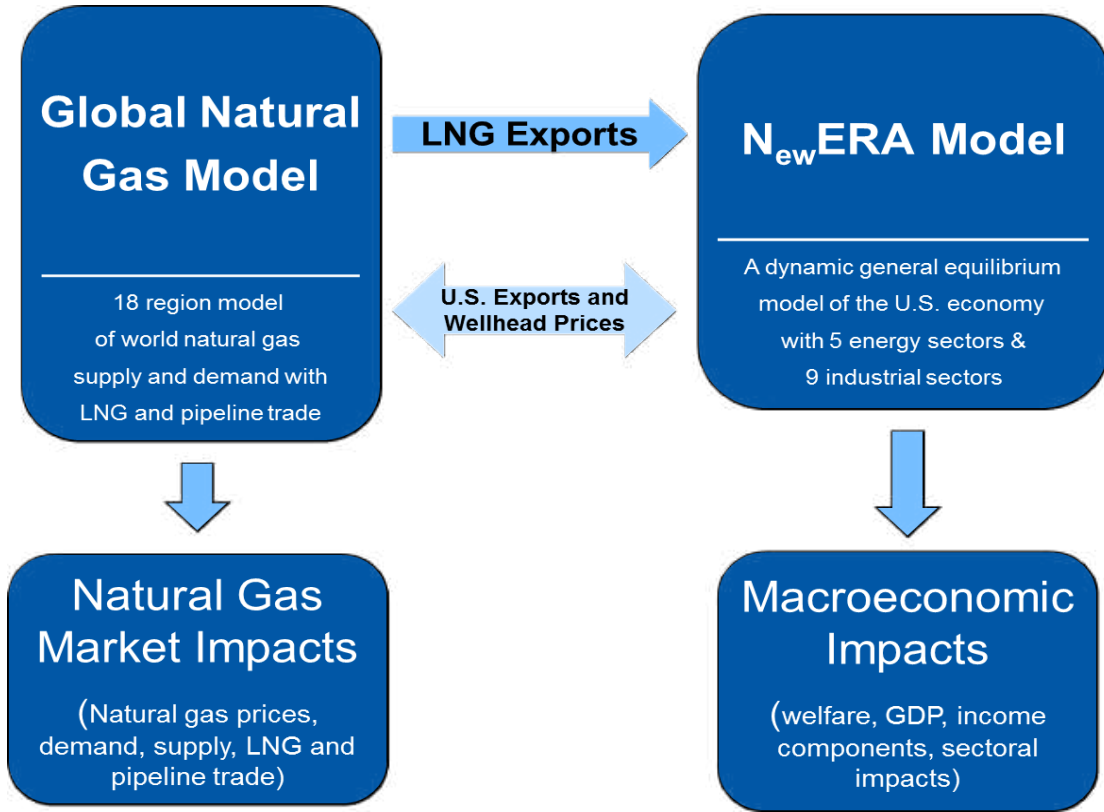 Global Natural
Gas Model
18 region model
of world natural gas
supply and demand with
LNG and pipeline trade
LNG Exports
U.S. Exports and
Wellhead Prices
NewERA Model
A dynamic general equilibrium
model of the U.S. economy
with 5 energy sectors &
9 industrial sectors
Natural Gas
Market Impacts
(Natural gas prices,
demand, supply, LNG and
pipeline trade)
Macroeconomic
Impacts
(welfare, GDP, income
components, sectoral
impacts)